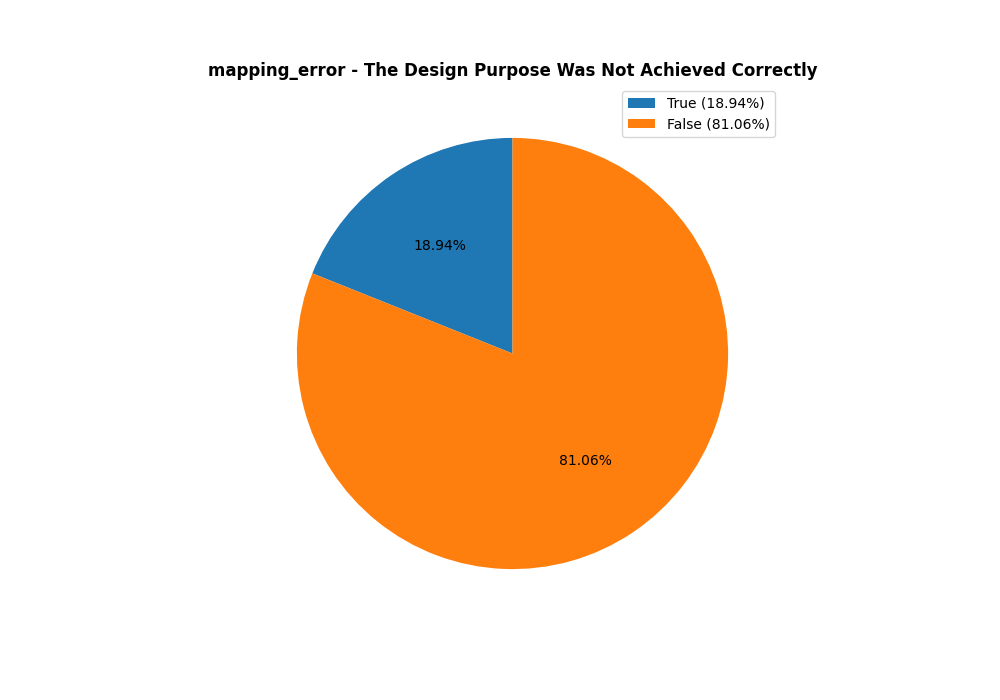 mapping_error - The Design Purpose Was Not Achieved Correctly
True (18.94%)
False (81.06%)
18.94%
81.06%